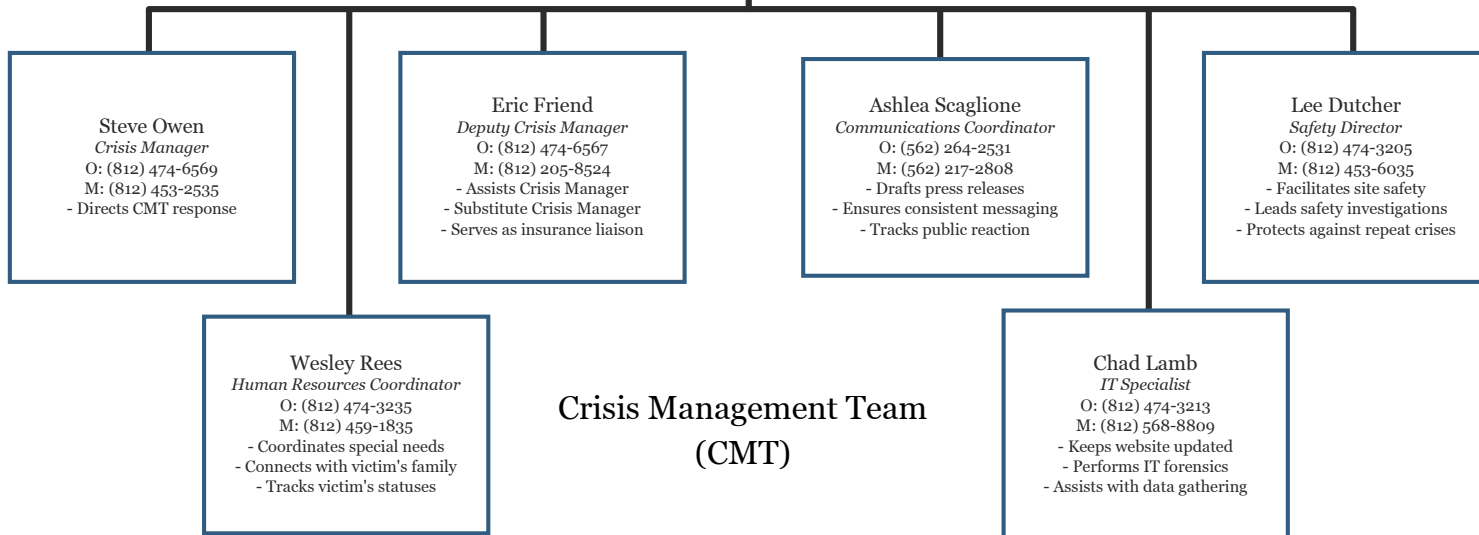 Steve Owen
Crisis Manager
O: (812) 474-6569
M: (812) 453-2535
- Directs CMT response
Eric Friend
Deputy Crisis Manager
O: (812) 474-6567
M: (812) 205-8524
- Assists Crisis Manager
- Substitute Crisis Manager
- Serves as insurance liaison
Ashlea Scaglione
Communications Coordinator
O: (562) 264-2531
M: (562) 217-2808
- Drafts press releases
- Ensures consistent messaging
- Tracks public reaction
Lee Dutcher
Safety Director
O: (812) 474-3205
M: (812) 453-6035
- Facilitates site safety
- Leads safety investigations
- Protects against repeat crises
Wesley Rees
Human Resources Coordinator
O: (812) 474-3235
M: (812) 459-1835
- Coordinates special needs
- Connects with victim's family
- Tracks victim's statuses
Crisis Management Team
(CMT)
Chad Lamb
IT Specialist
O: (812) 474-3213
M: (812) 568-8809
- Keeps website updated
- Performs IT forensics
- Assists with data gathering